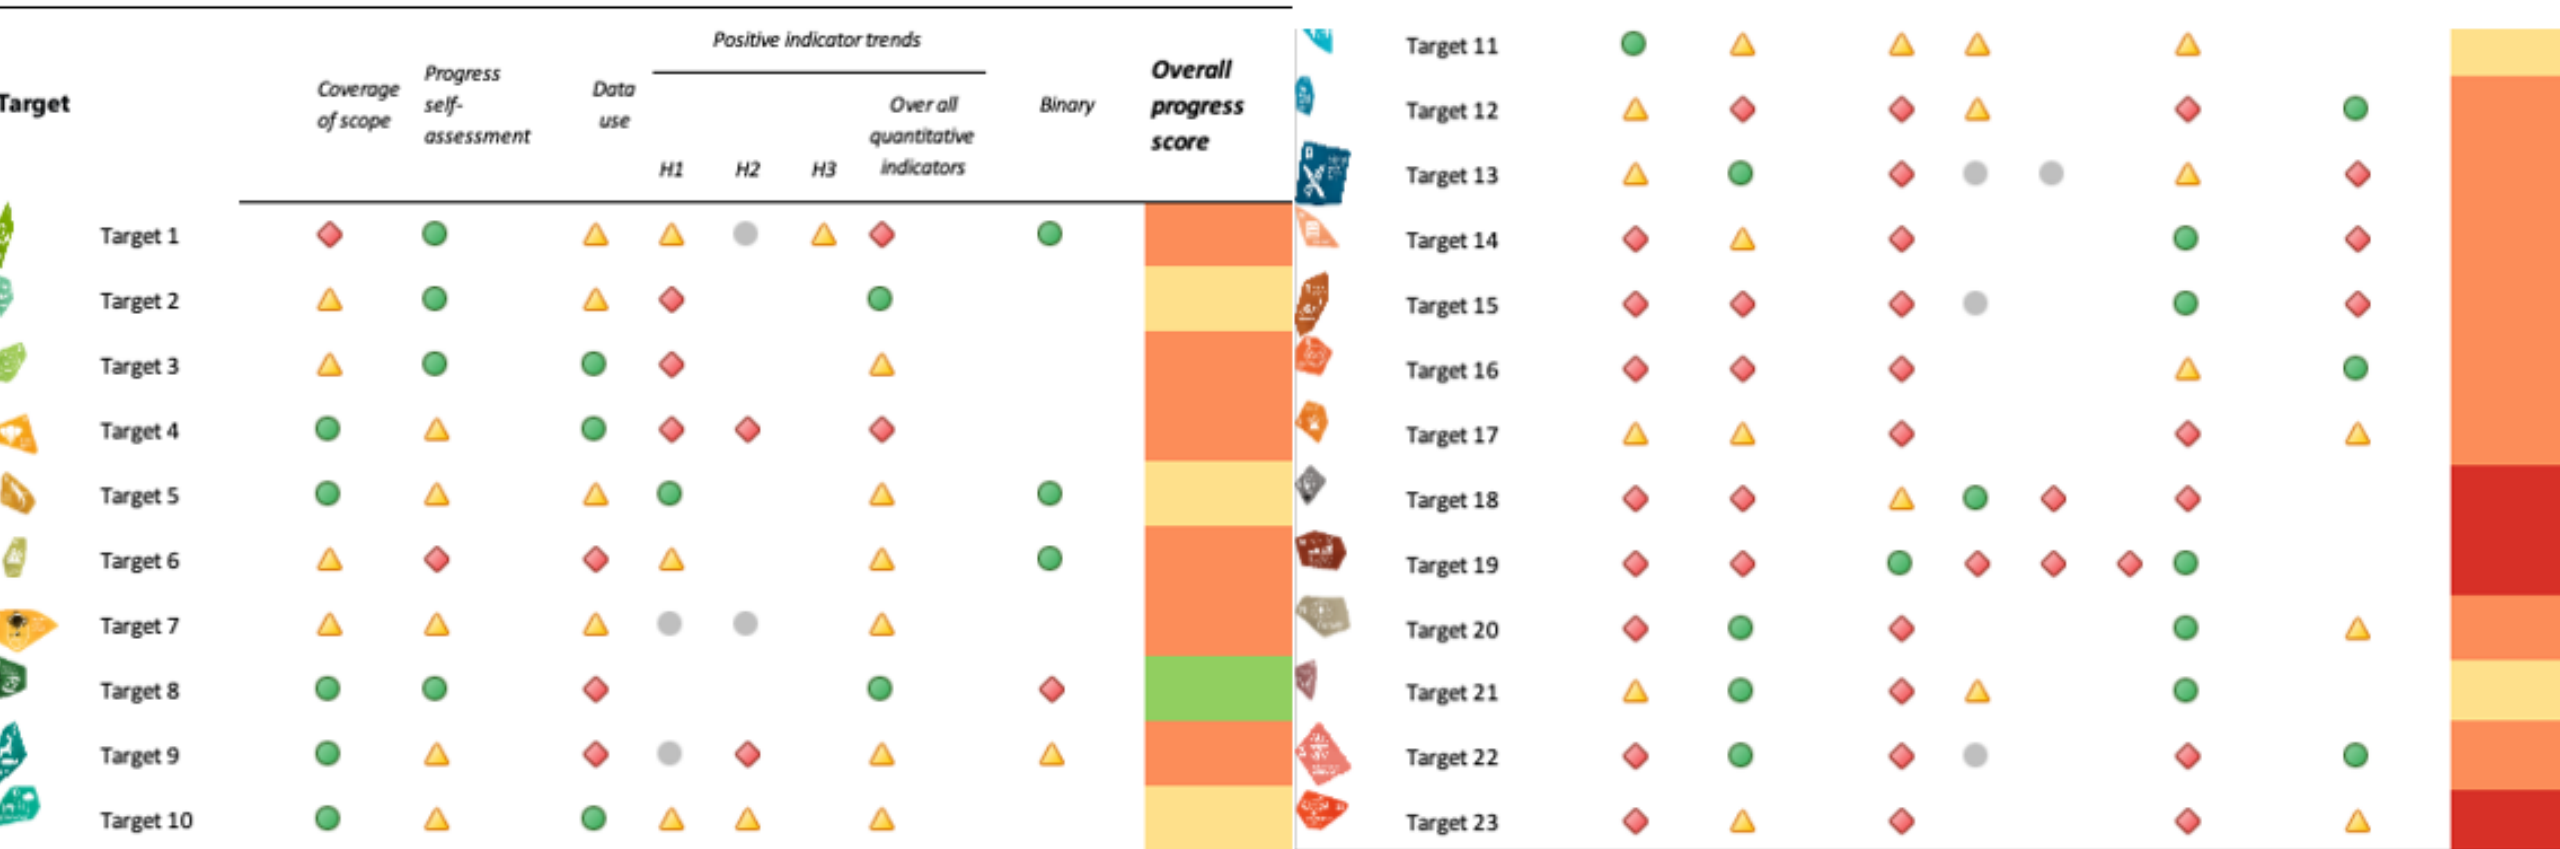 Positive indicator trends
Target
Coverage
of scope
Progress
self-
assessment
Data
use
H1
H2
H3
Over all
quantitative
indicators
Binary
Overall
progress
score
Target 1
Target 2
Target 3
Target 4
Target 5
Target 6
Target 7
Target 8
Target 9
Target 10
Target 11
Target 12
Target 13
Target 14
Target 15
Target 16
Target 17
Target 18
Target 19
Target 20
Target 21
Target 22
Target 23